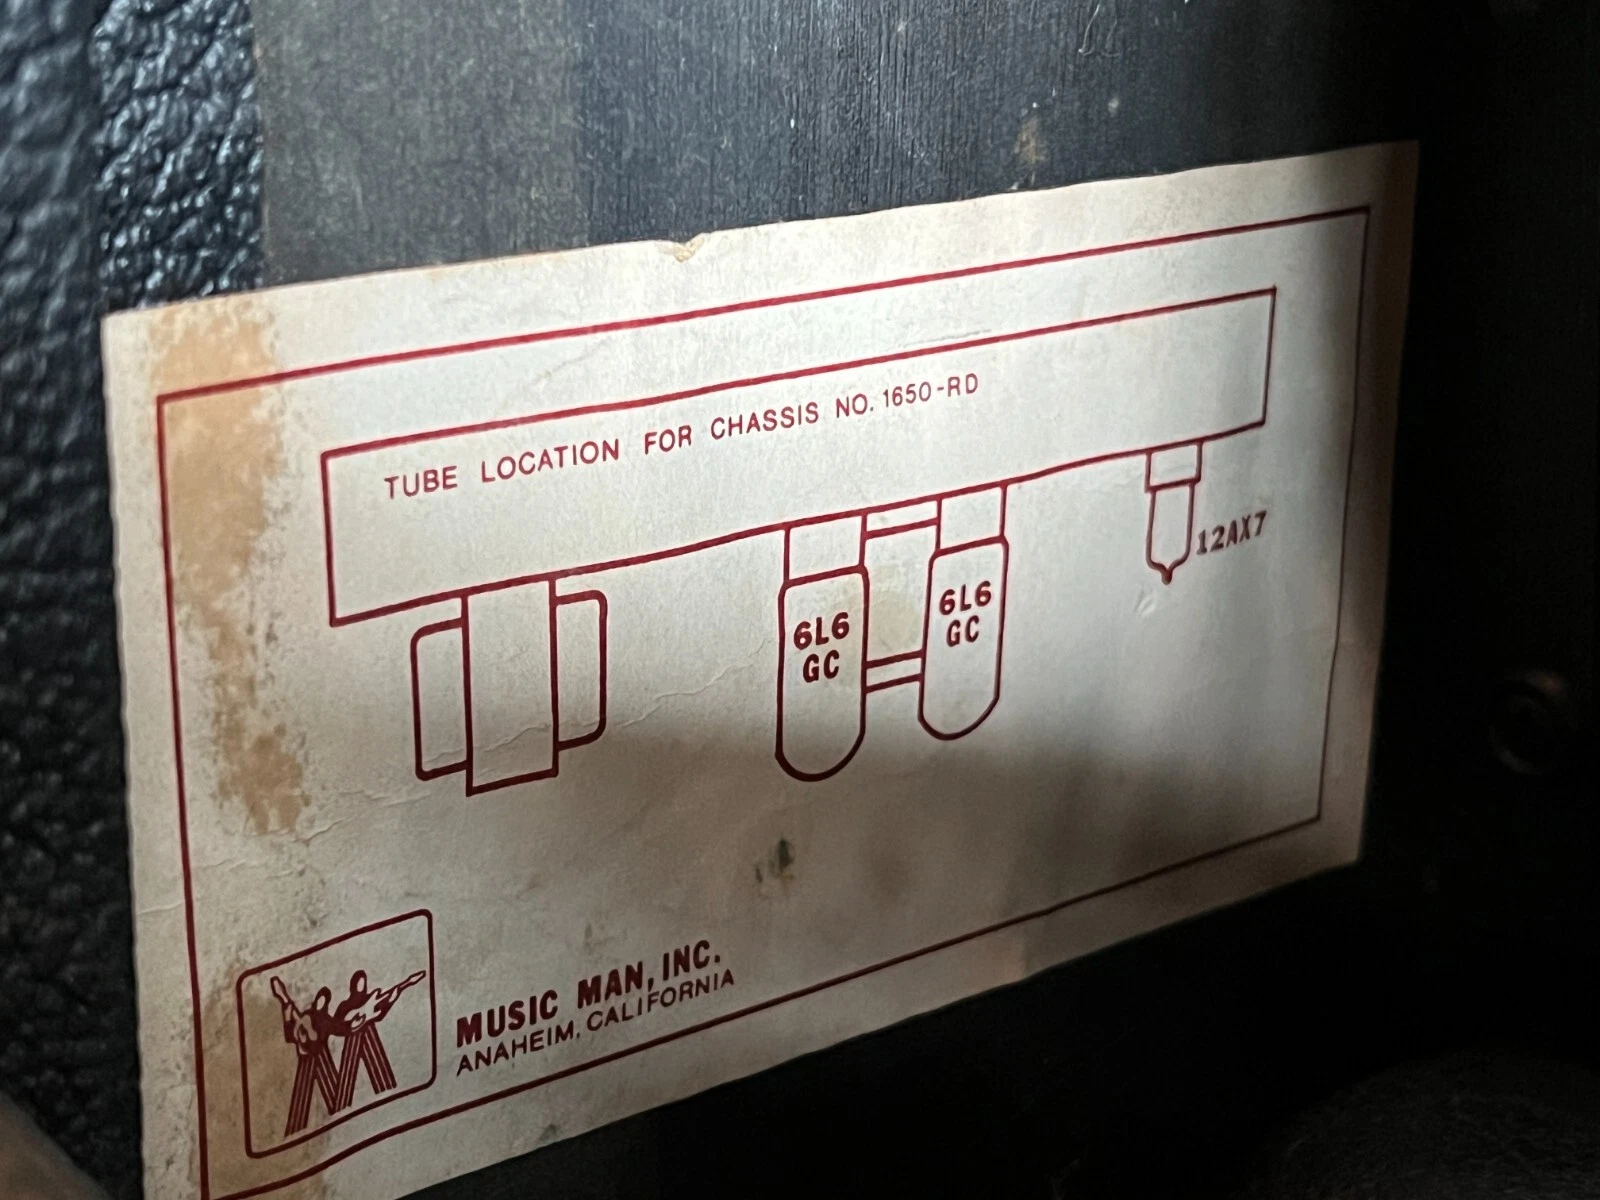 TUBE LOCATION FOR CHASSIS NO. 1650-RD
6L6
GC
6L6
GC
12AX7
MUSIC MAN, INC.
ANAHEIM, CALIFORNIA